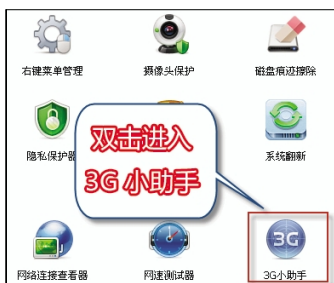 右键菜单管理
摄像头保护
磁盘痕迹擦除
隐私保护器
双击进入
3G 小助手
系统翻新
3G
网络连接查看器
网速测试器
3G小助手